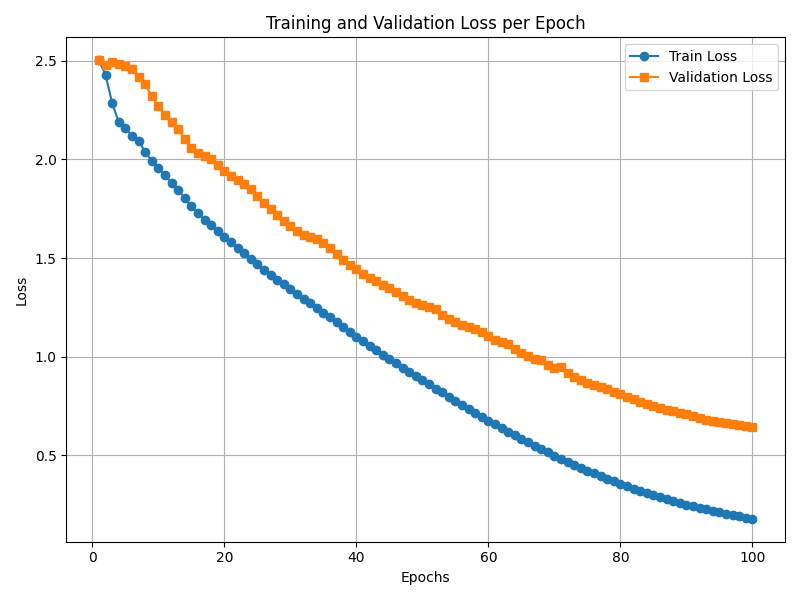 Training and Validation Loss per Epoch
Train Loss
Validation Loss
Loss
2.5
2.0
1.5
1.0
0.5
0 20 40 60 80 100
Epochs